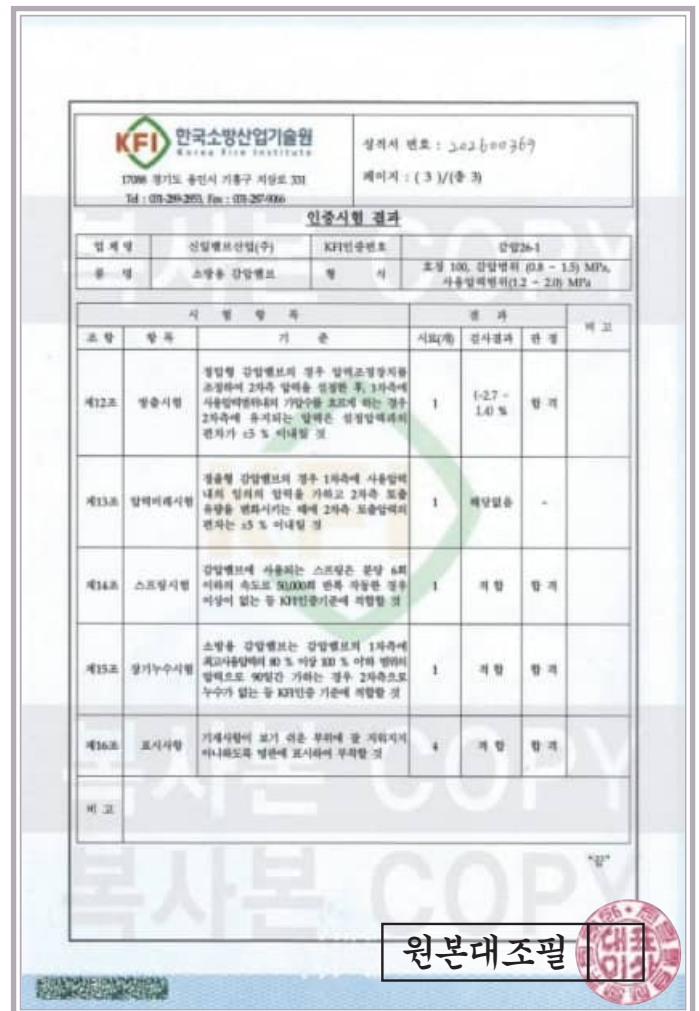 KFI 한국소방산업기술원
Korea Fire Institute
17088 경기도 용인시 기흥구 지삼로 331
Tel : 031-289-2953, Fax : 031-287-9066
성적서 번호 : 202600369
페이지 : ( 3 )/(총 3)
인증시험 결과
업 체 명 신일밸브산업(주) KFI인증번호 감압26-1
품 명 소방용 감압밸브 형 식 호칭 100, 감압범위 (0.8 ~ 1.5) MPa,
사용압력범위(1.2 ~ 2.0) MPa
시 험 항 목 결 과 비 고
조 항 항 목 기 준 시료(개) 검사결과 판 정
제12조 방출시험
정압형 감압밸브의 경우 압력조정장치를
조정하여 2차측 압력을 설정한 후, 1차측에
사용압력범위내의 가압수를 흐르게 하는 경우
2차측에 유지되는 압력은 설정압력과의
편차가 ±5 % 이내일 것
1 (-2.7 ~
1.4) % 합 격
제13조 압력비례시험
정율형 감압밸브의 경우 1차측에 사용압력
내의 임의의 압력을 가하고 2차측 토출
유량을 변화시키는 때에 2차측 토출압력의
편차는 ±5 % 이내일 것
1 해당없음 -
제14조 스프링시험
감압밸브에 사용되는 스프링은 분당 6회
이하의 속도로 50,000회 반복 작동한 경우
이상이 없는 등 KFI인증기준에 적합할 것
1 적 합 합 격
제15조 장기누수시험
소방용 감압밸브는 감압밸브의 1차측에
최고사용압력의 80 % 이상 100 % 이하 범위의
압력으로 90일간 가하는 경우 2차측으로
누수가 없는 등 KFI인증 기준에 적합할 것
1 적 합 합 격
제16조 표시사항
기재사항이 보기 쉬운 부위에 잘 지워지지
아니하도록 명판에 표시하여 부착할 것
4 적 합 합 격
비 고
"끝"
복사본 COPY
복사본 COPY
복사본 COPY
KFI
원본대조필
대표
이사